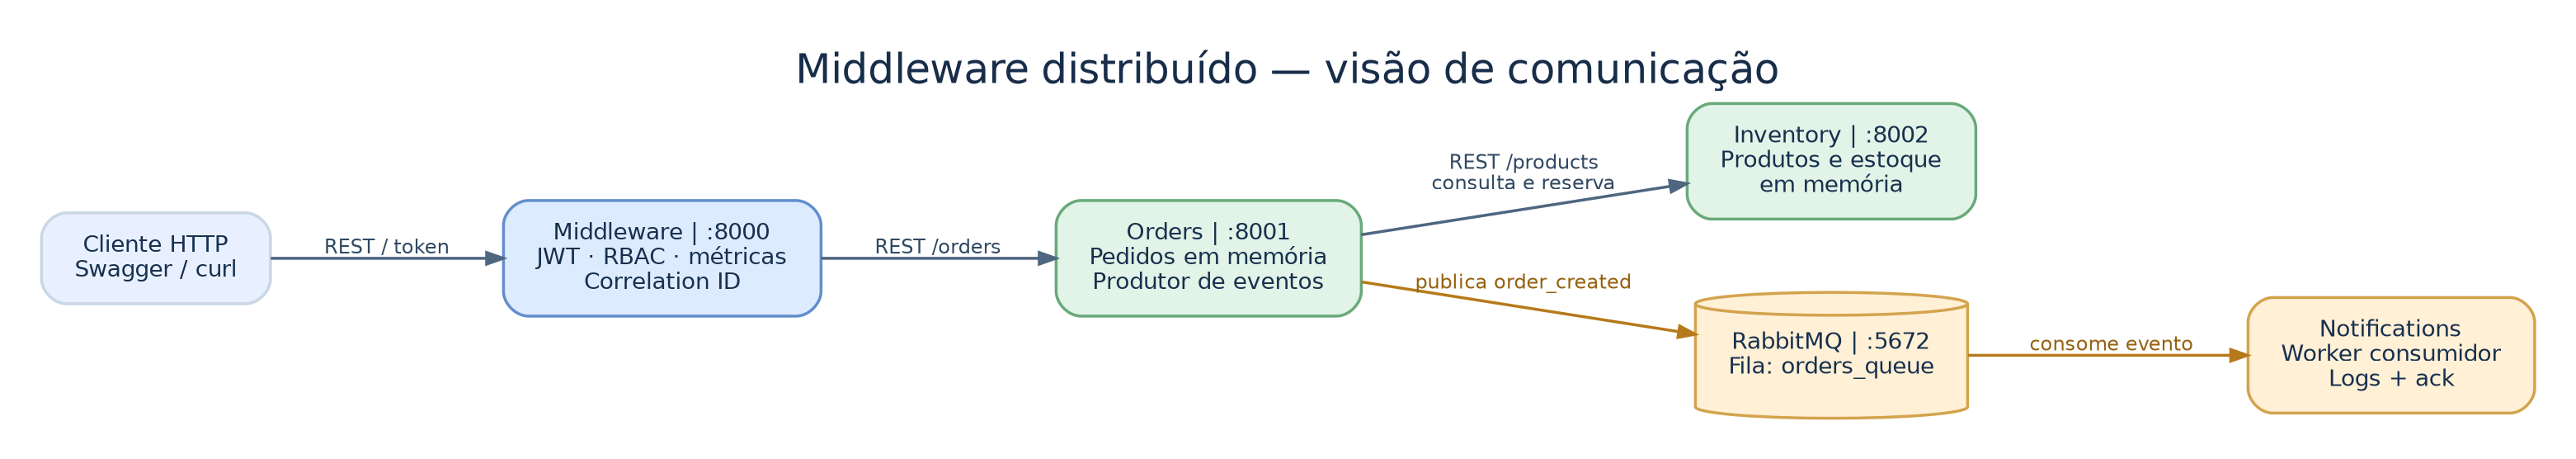 Middleware distribuído — visão de comunicação
Cliente HTTP
Swagger / curl
REST / token
Middleware | :8000
JWT · RBAC · métricas
Correlation ID
REST /orders
Orders | :8001
Pedidos em memória
Produtor de eventos
REST /products
consulta e reserva
Inventory | :8002
Produtos e estoque
em memória
publica order_created
RabbitMQ | :5672
Fila: orders_queue
consome evento
Notifications
Worker consumidor
Logs + ack